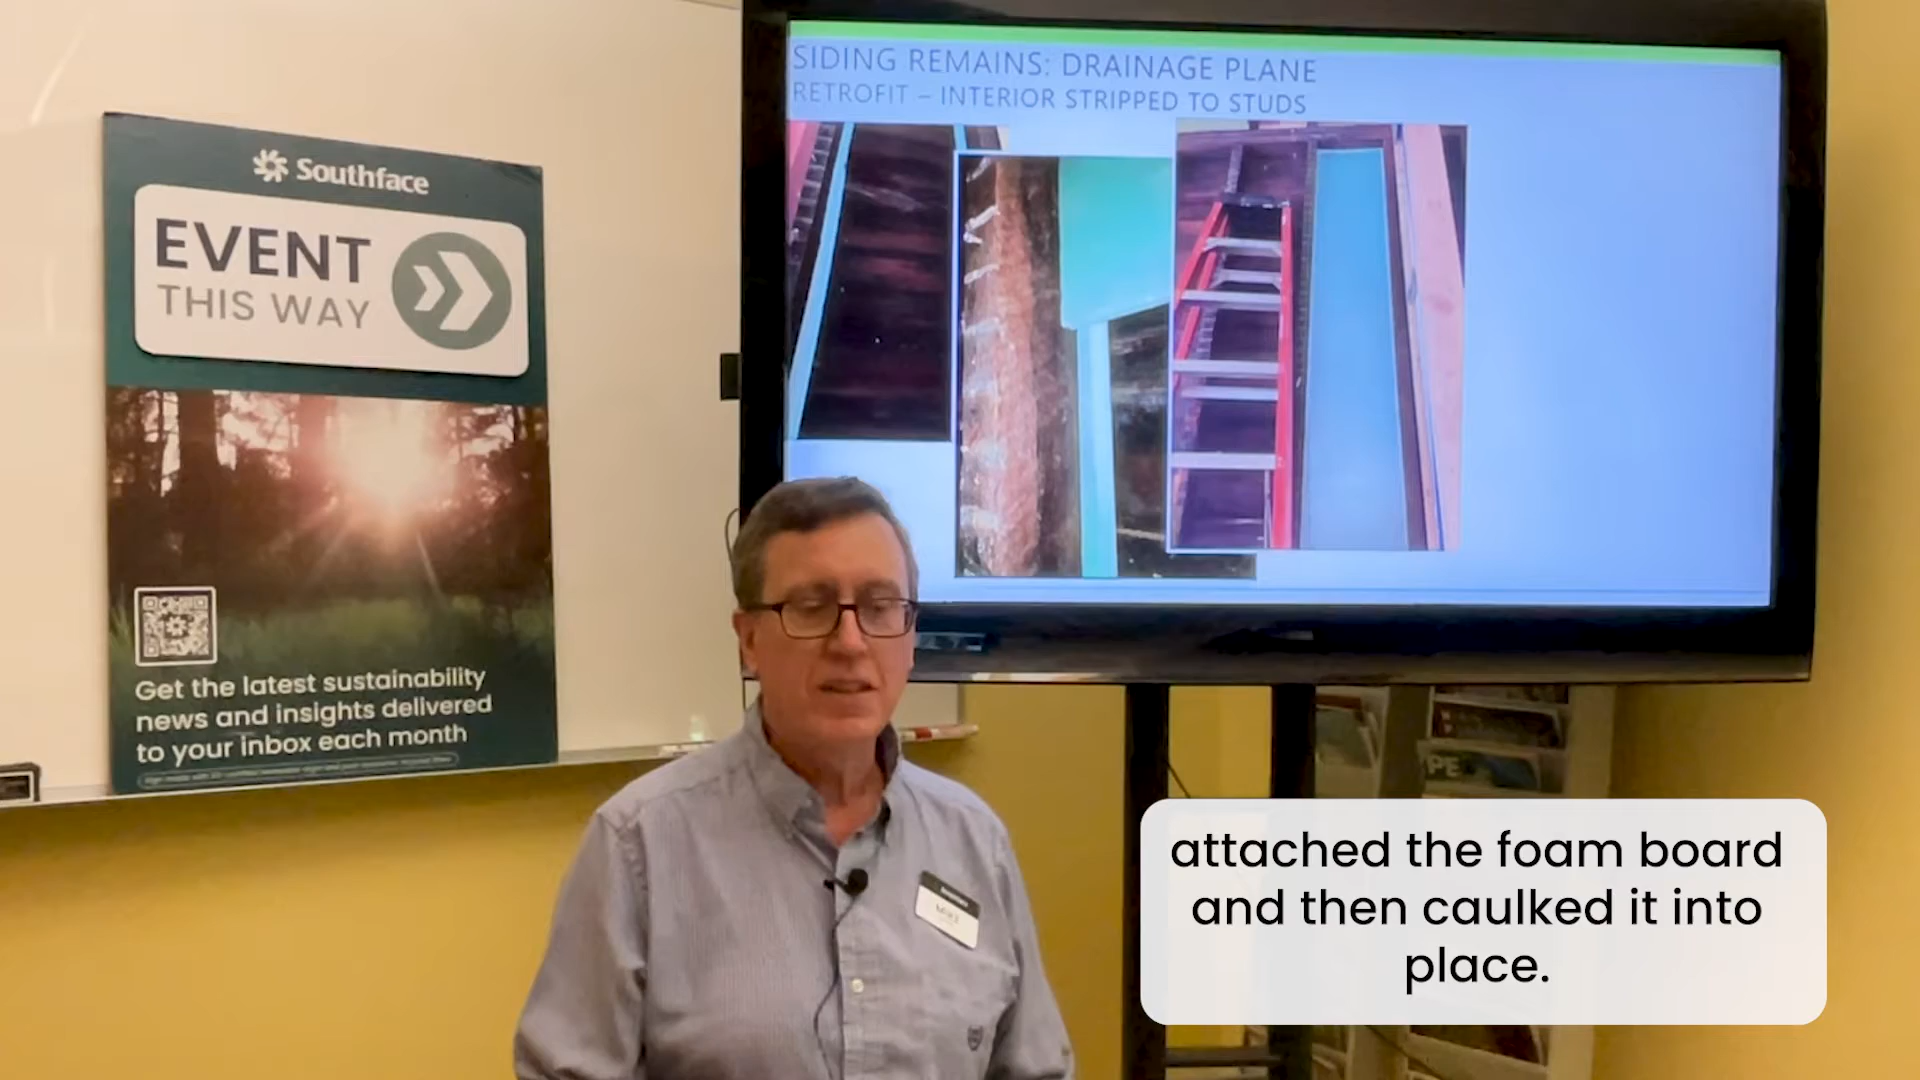 SIDING REMAINS: DRAINAGE PLANE
RETROFIT – INTERIOR STRIPPED TO STUDS
Southface
EVENT
THIS WAY
Get the latest sustainability
news and insights delivered
to your inbox each month
attached the foam board
and then caulked it into
place.